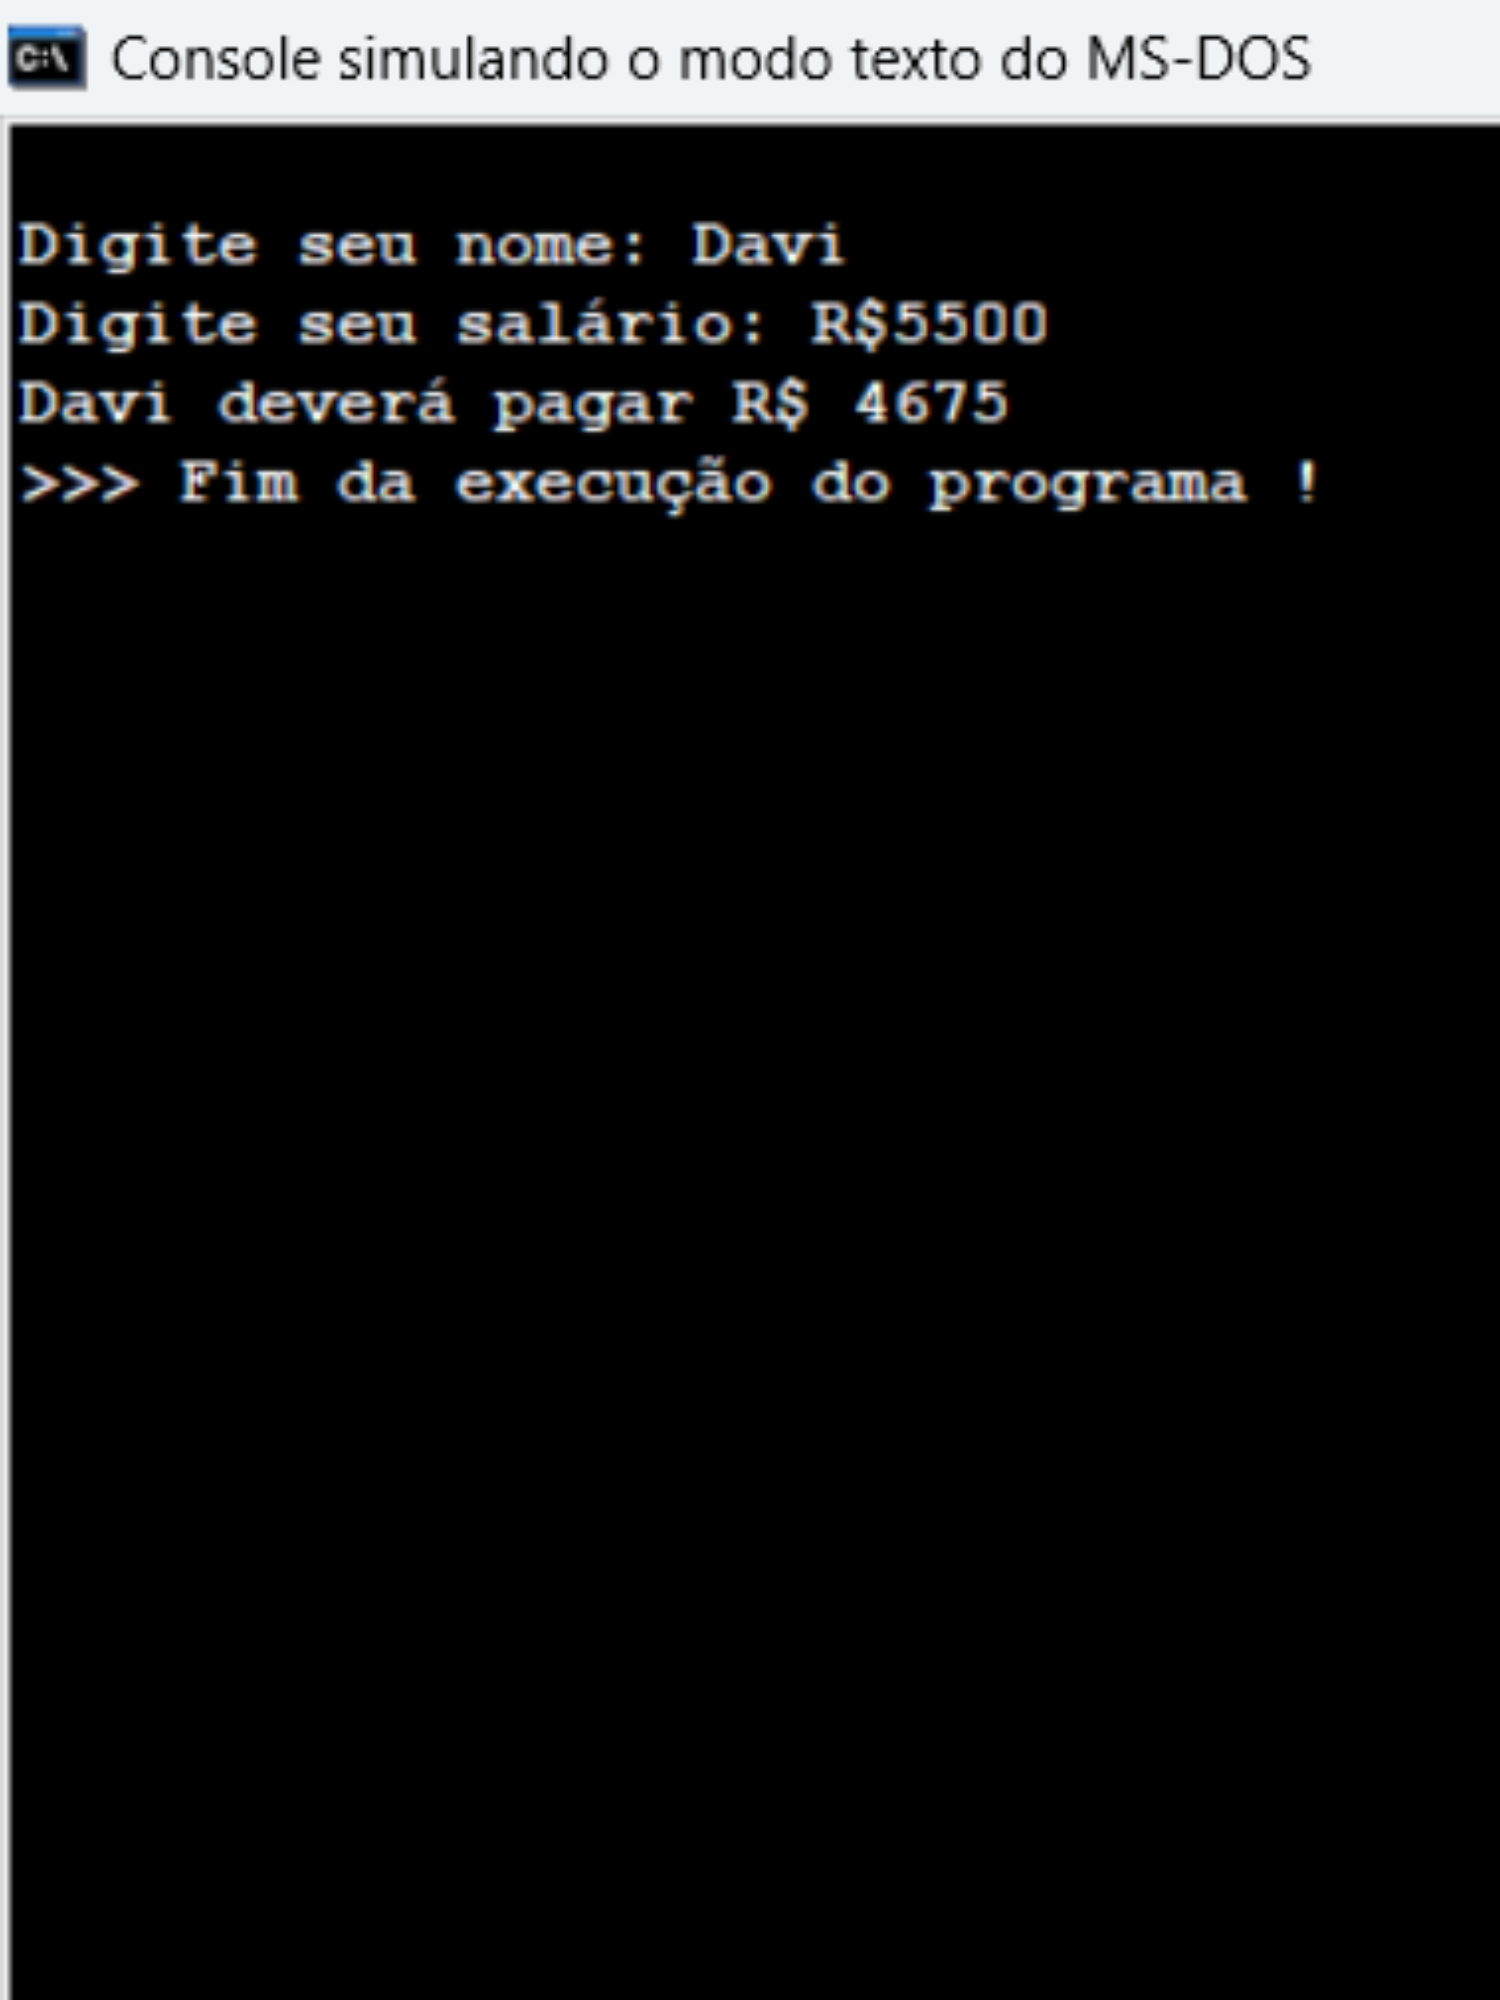 C:\ Console simulando o modo texto do MS-DOS
Digite seu nome: Davi
Digite seu salário: R$5500
Davi deverá pagar R$ 4675
>>> Fim da execução do programa !